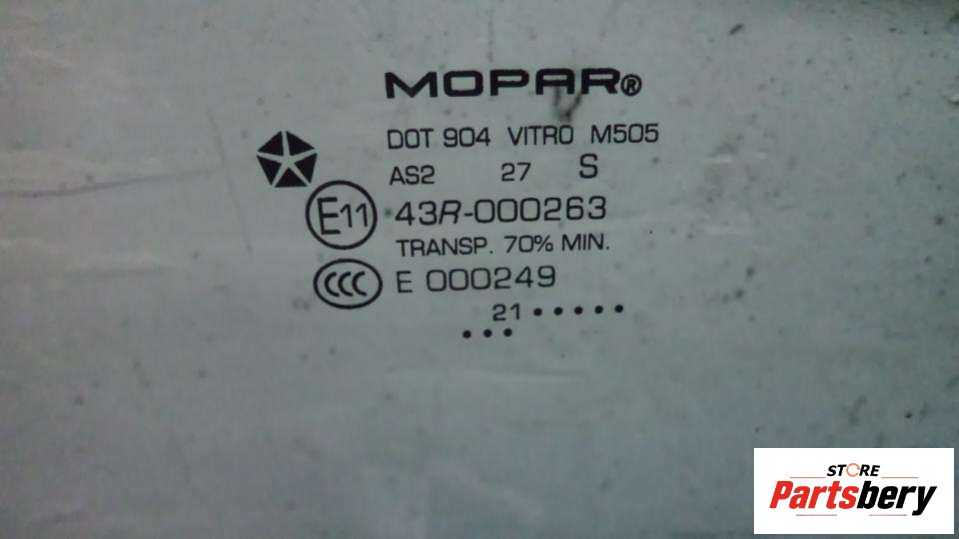 MOPAR®
DOT 904 VITRO M505
AS2 27 S
E11 43R-000263
TRANSP. 70% MIN.
CCC E 000249
21 • • • • •
• • •
STORE
Partsbery